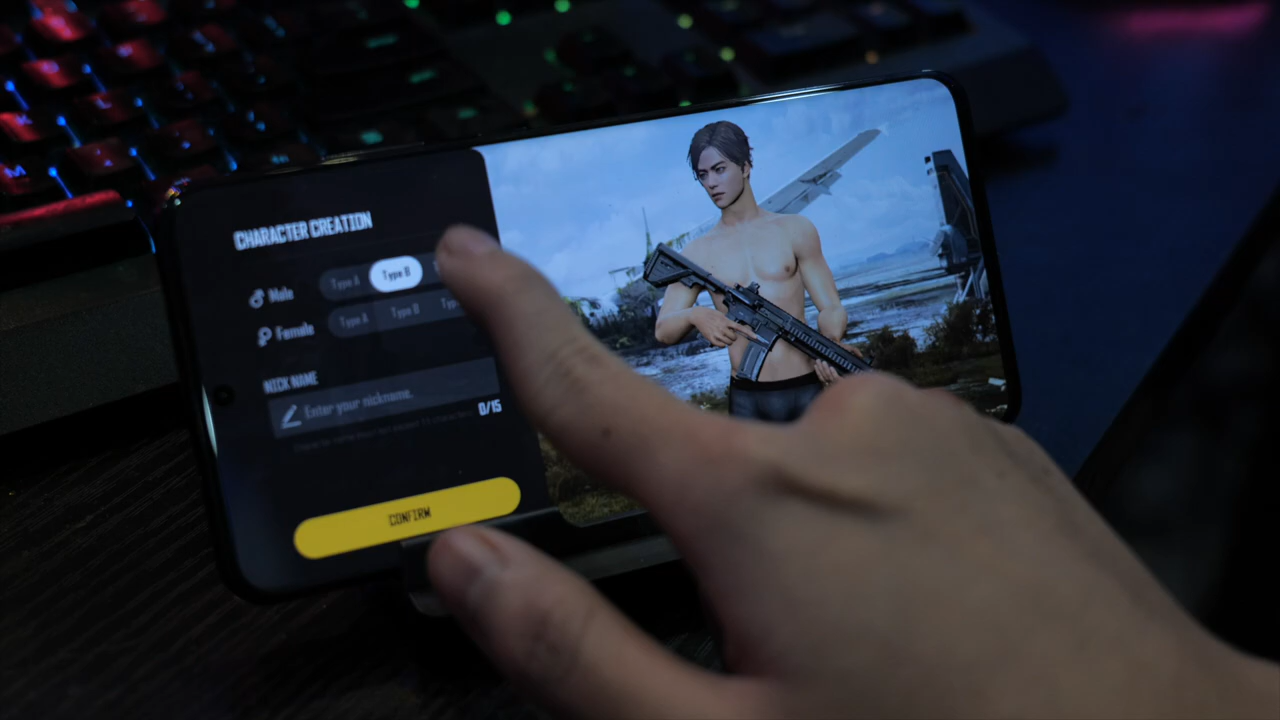 CHARACTER CREATION
Male Type A Type B
Female Type A Type B
NICK NAME
Enter your nickname.
0/15
CONFIRM